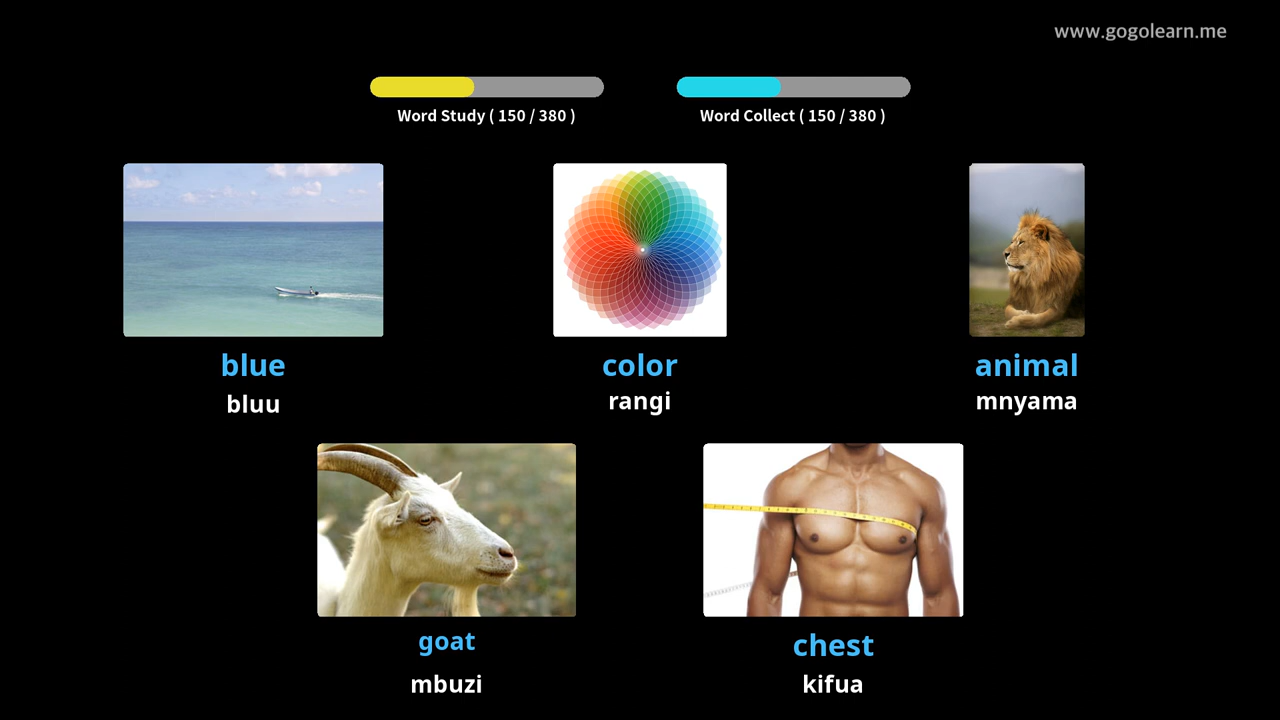 www.gogolearn.me
Word Study ( 150 / 380 )
Word Collect ( 150 / 380 )
blue
bluu
color
rangi
animal
mnyama
goat
mbuzi
chest
kifua